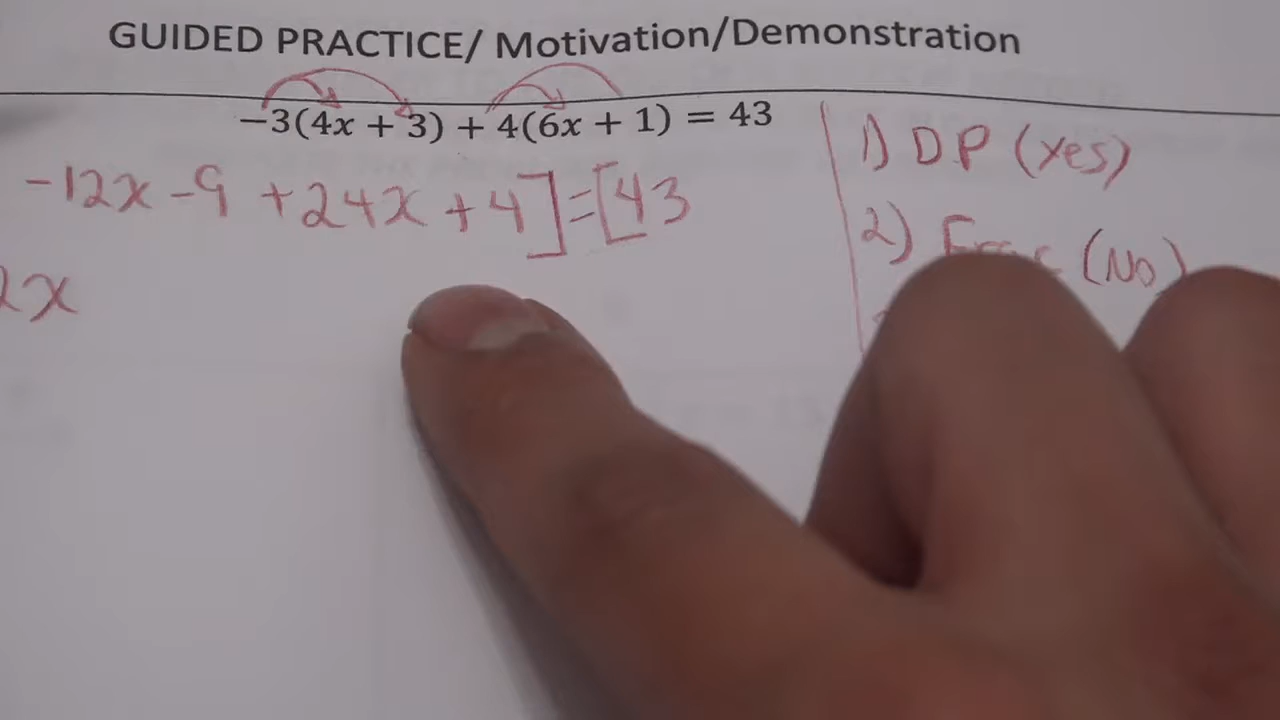 GUIDED PRACTICE/ Motivation/Demonstration
−3(4x + 3) + 4(6x + 1) = 43
-12x -9 +24x +4]=[43
2x
1) DP (Yes)
2) (No)